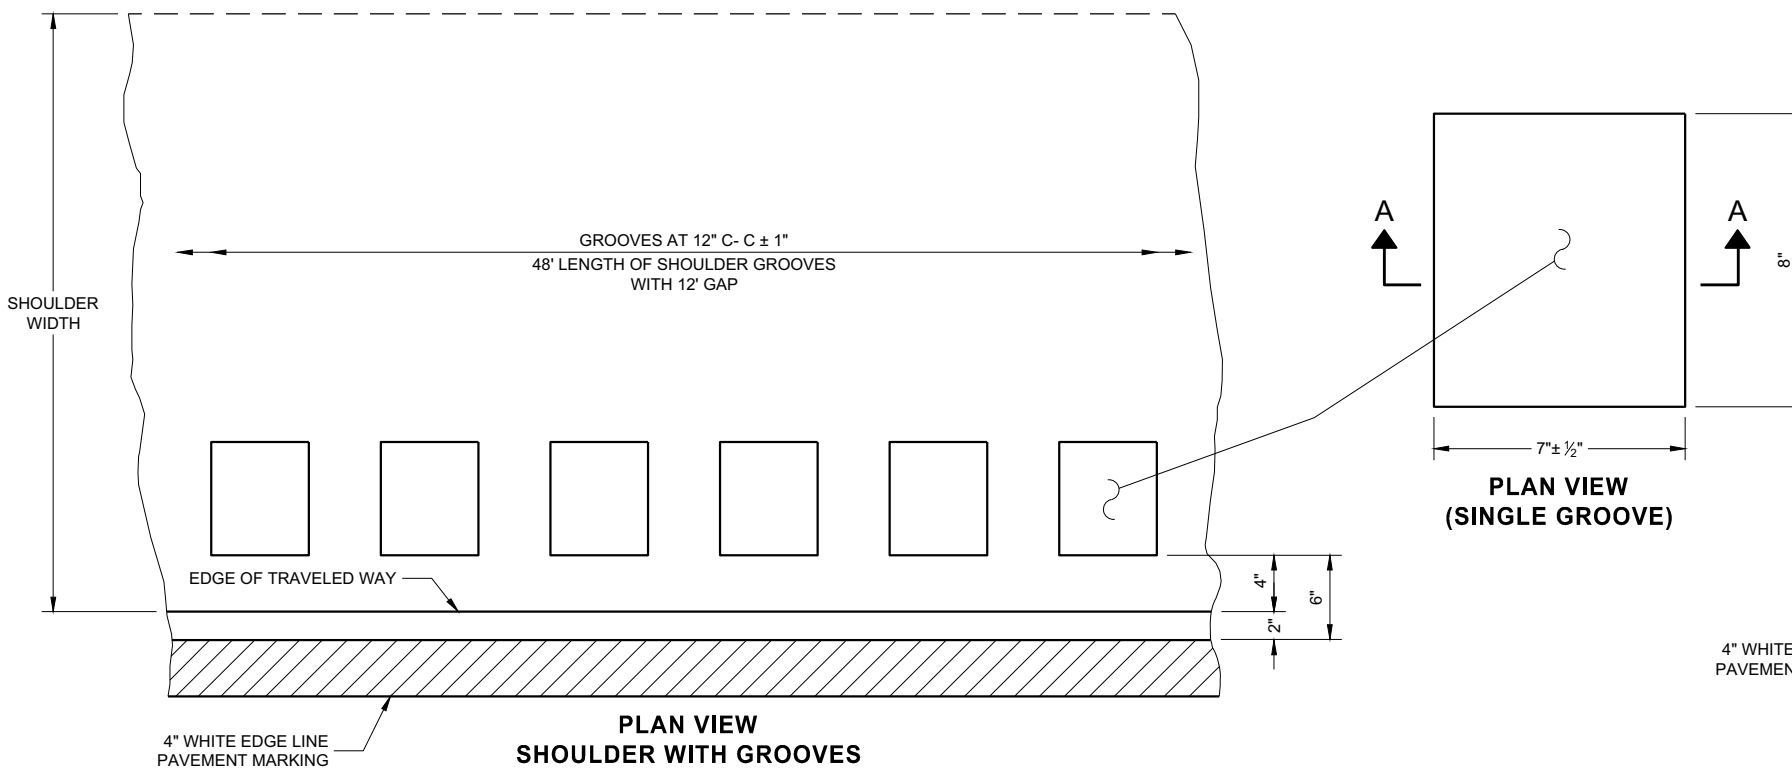 SHOULDER
WIDTH
GROOVES AT 12" C- C ± 1"
48' LENGTH OF SHOULDER GROOVES
WITH 12' GAP
EDGE OF TRAVELED WAY
4" WHITE EDGE LINE
PAVEMENT MARKING
PLAN VIEW
SHOULDER WITH GROOVES
4"
2"
6"
A
A
8"
7"± ½"
PLAN VIEW
(SINGLE GROOVE)
4" WHITE
PAVEMEN